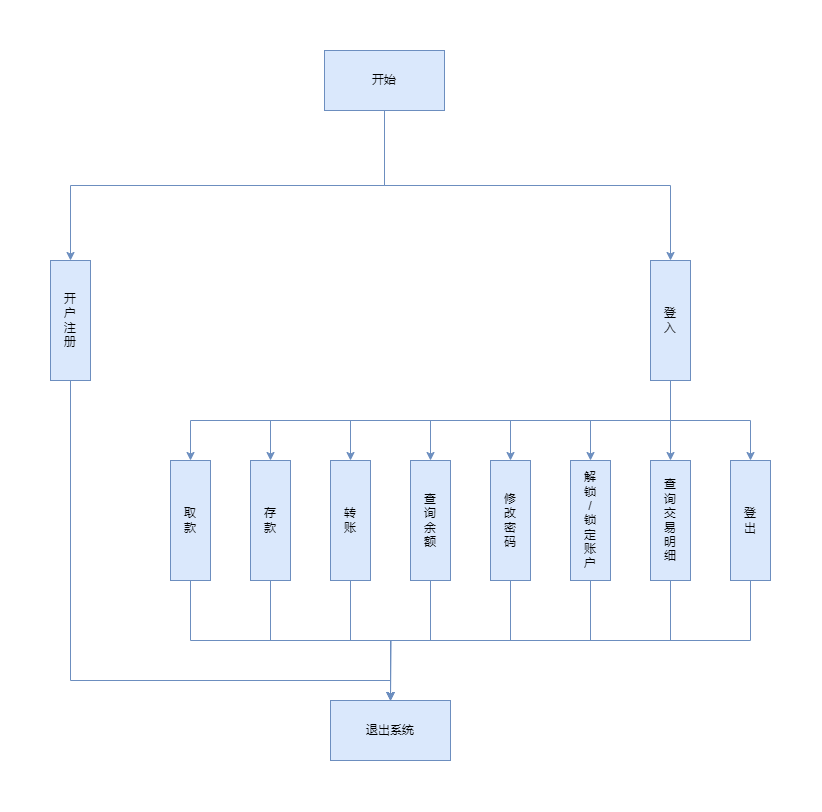 开始
开户注册
登入
取款
存款
转账
查询余额
修改密码
解锁/锁定账户
查询交易明细
登出
退出系统